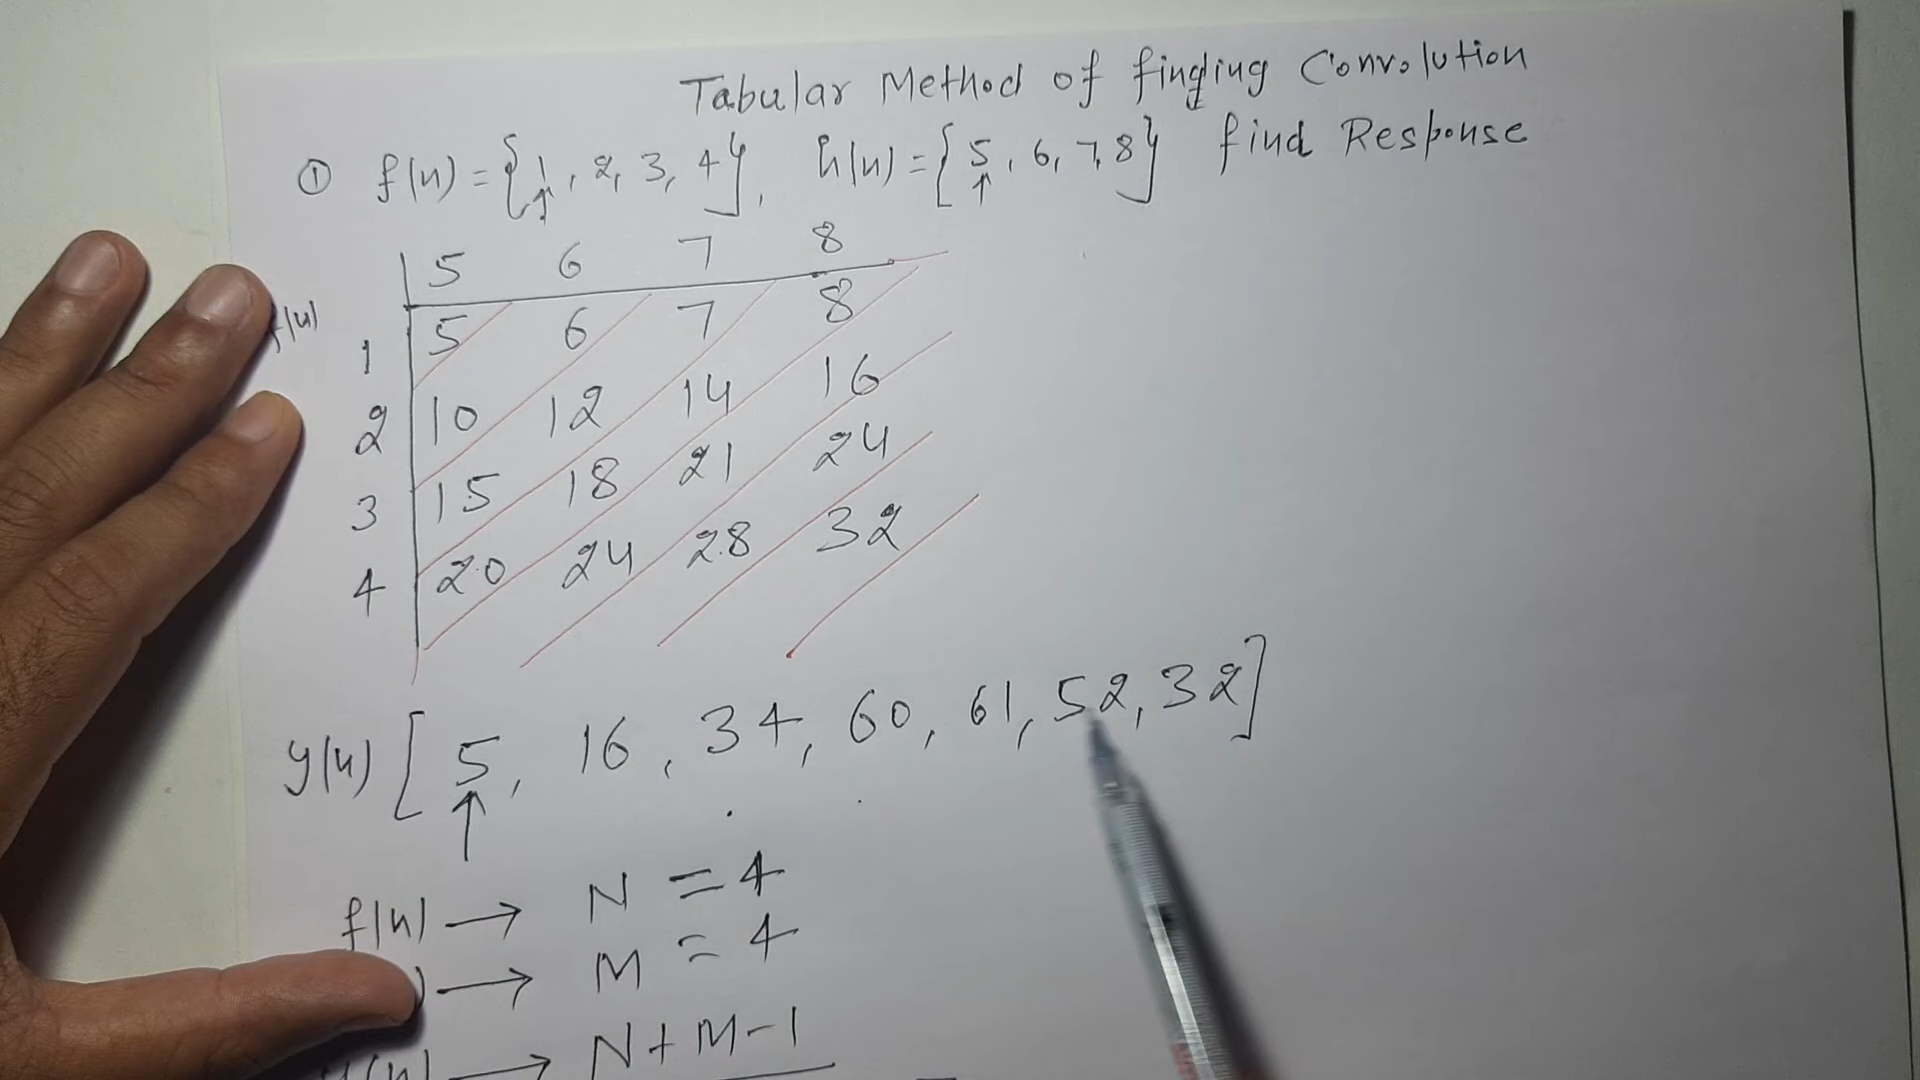 Tabular Method of finding Convolution
① f(n) = {1, 2, 3, 4}, h(n) = {5, 6, 7, 8} find Response
↑ ↑
5 6 7 8
f(n)
1 5 6 7 8
2 10 12 14 16
3 15 18 21 24
4 20 24 28 32
y(n) [5, 16, 34, 60, 61, 52, 32]
↑
f(n) → N = 4
) → M = 4
y(n) → N+M-1